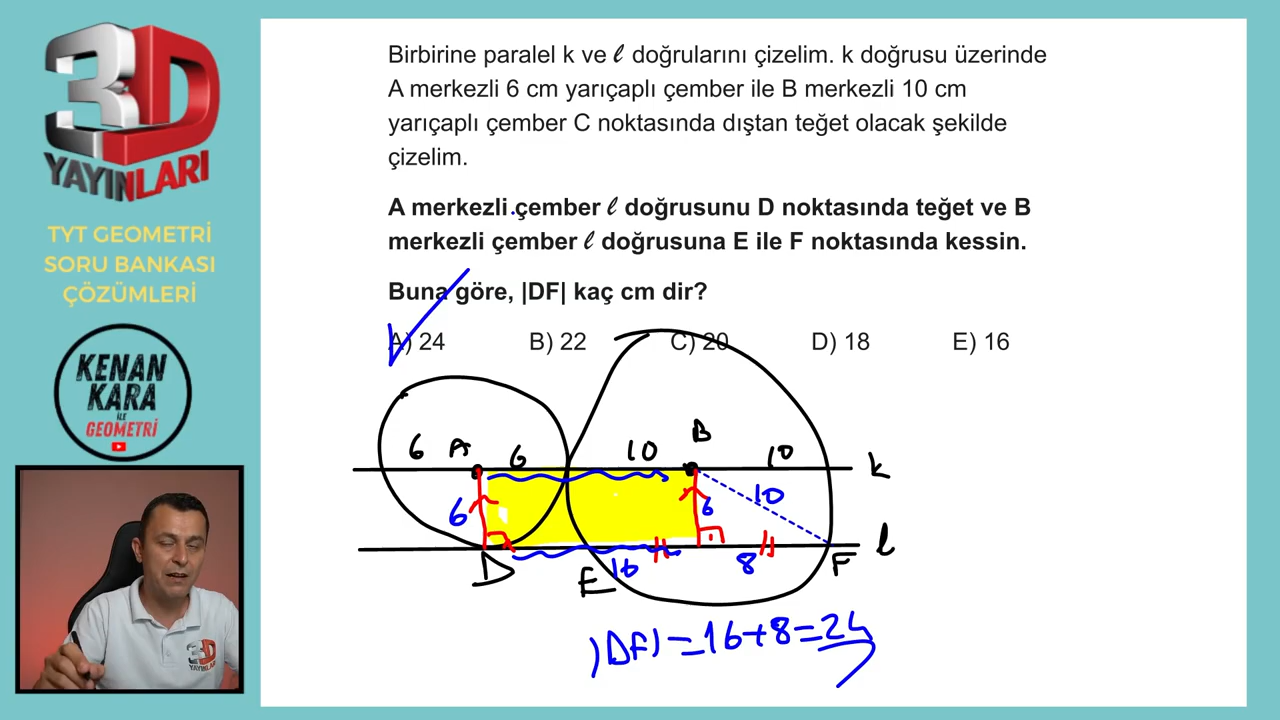 3D
YAYINLARI
TYT GEOMETRİ
SORU BANKASI
ÇÖZÜMLERİ
KENAN
KARA
İLE
GEOMETRİ
3D
YAYINLARI
Birbirine paralel k ve ℓ doğrularını çizelim. k doğrusu üzerinde
A merkezli 6 cm yarıçaplı çember ile B merkezli 10 cm
yarıçaplı çember C noktasında dıştan teğet olacak şekilde
çizelim.
A merkezli çember ℓ doğrusunu D noktasında teğet ve B
merkezli çember ℓ doğrusuna E ile F noktasında kessin.
Buna göre, |DF| kaç cm dir?
A) 24 B) 22 C) 20 D) 18 E) 16
6 A 6 10 B 10 k
6 6 10
D E 16 8 F ℓ
|DF| = 16+8=24